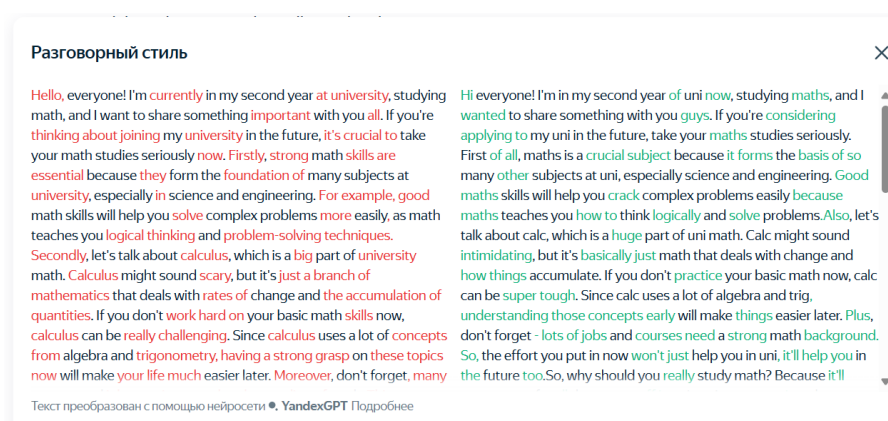 Разговорный стиль
Hello, everyone! I'm currently in my second year at university, studying
math, and I want to share something important with you all. If you're
thinking about joining my university in the future, it's crucial to take
your math studies seriously now. Firstly, strong math skills are
essential because they form the foundation of many subjects at
university, especially in science and engineering. For example, good
math skills will help you solve complex problems more easily, as math
teaches you logical thinking and problem-solving techniques.
Secondly, let's talk about calculus, which is a big part of university
math. Calculus might sound scary, but it's just a branch of
mathematics that deals with rates of change and the accumulation of
quantities. If you don't work hard on your basic math skills now,
calculus can be really challenging. Since calculus uses a lot of concepts
from algebra and trigonometry, having a strong grasp on these topics
now will make your life much easier later. Moreover, don't forget, many
Hi everyone! I'm in my second year of uni now, studying maths, and I
wanted to share something with you guys. If you're considering
applying to my uni in the future, take your maths studies seriously.
First of all, maths is a crucial subject because it forms the basis of so
many other subjects at uni, especially science and engineering. Good
maths skills will help you crack complex problems easily because
maths teaches you how to think logically and solve problems.Also, let's
talk about calc, which is a huge part of uni math. Calc might sound
intimidating, but it's basically just math that deals with change and
how things accumulate. If you don't practice your basic math now, calc
can be super tough. Since calc uses a lot of algebra and trig,
understanding those concepts early will make things easier later. Plus,
don't forget - lots of jobs and courses need a strong math background.
So, the effort you put in now won't just help you in uni, it'll help you in
the future too.So, why should you really study math? Because it'll
Текст преобразован с помощью нейросети YandexGPT Подробнее